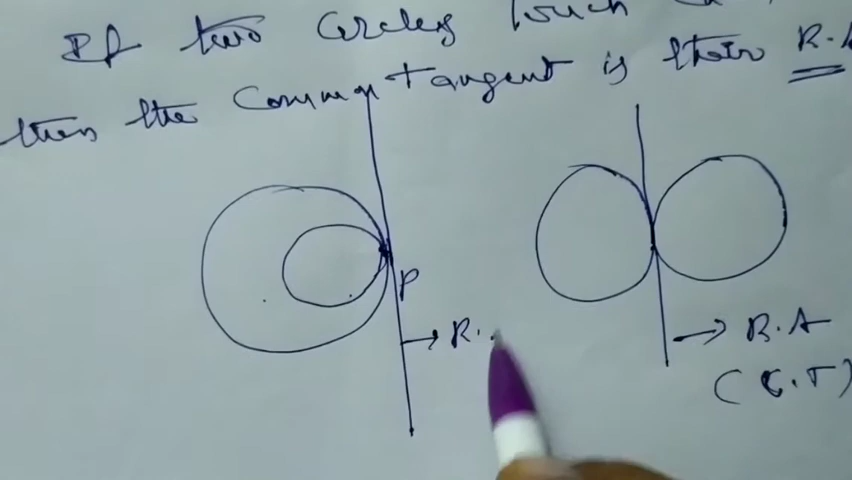 If two circles touch
then the common tangent is their R.A
P
R.
R.A
(C.T)